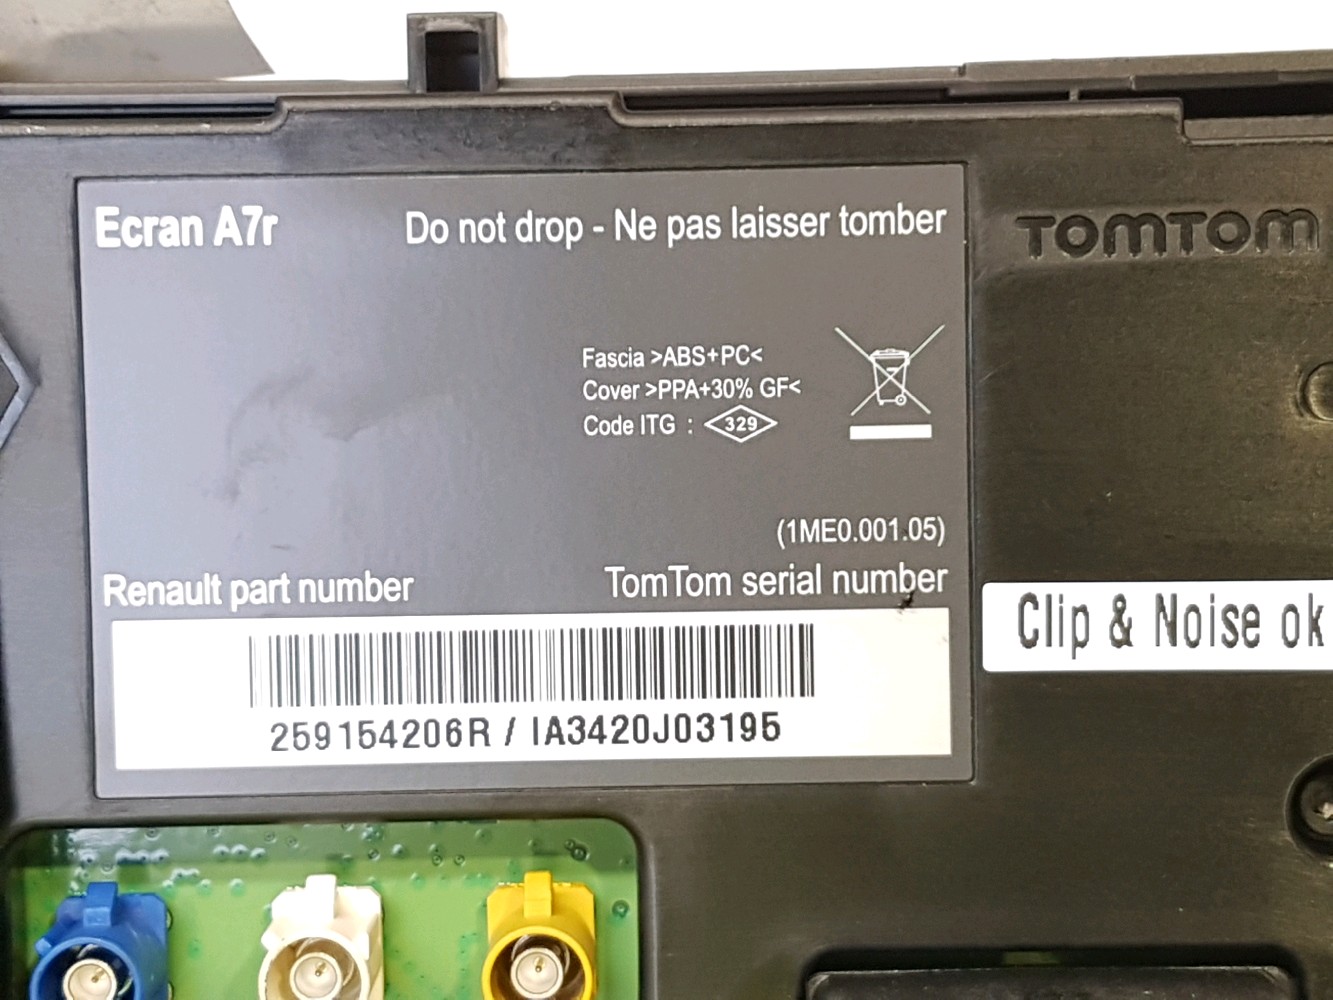 Ecran A7r
Do not drop - Ne pas laisser tomber
TOMTOM
Fascia >ABS+PC<
Cover >PPA+30% GF<
Code ITG : 329
(1ME0.001.05)
Renault part number
TomTom serial number
Clip & Noise ok
259154206R / IA3420J03195